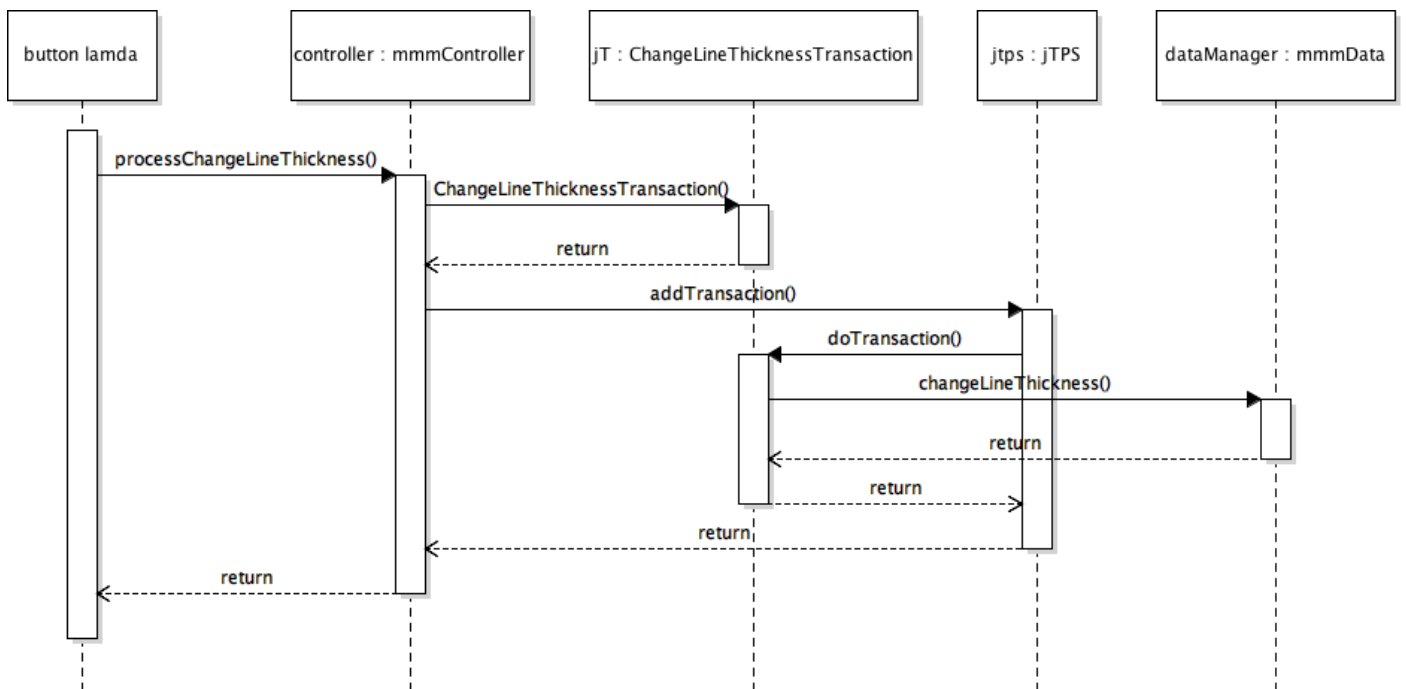 button lamda
controller : mmmController
jT : ChangeLineThicknessTransaction
jtps : jTPS
dataManager : mmmData
processChangeLineThickness()
ChangeLineThicknessTransaction()
return
addTransaction()
doTransaction()
changeLineThickness()
return
return
return
return